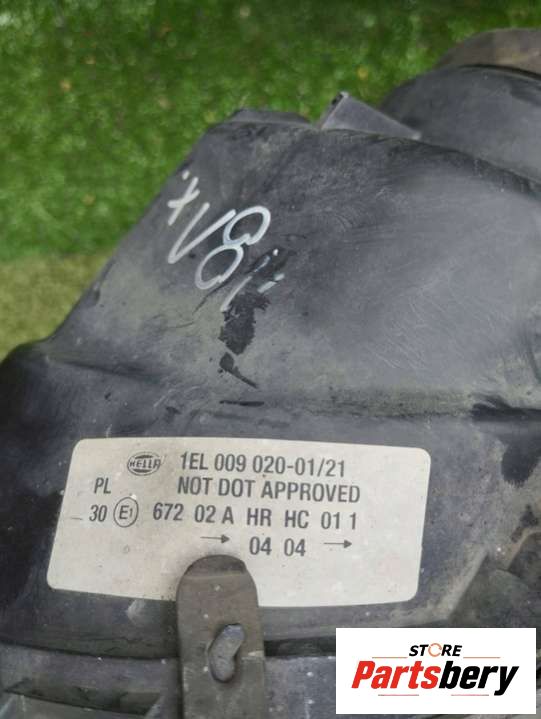 V8
HELLA 1EL 009 020-01/21
PL NOT DOT APPROVED
30 E1 672 02 A HR HC 01 1
→ 04 04 →
STORE
Partsbery